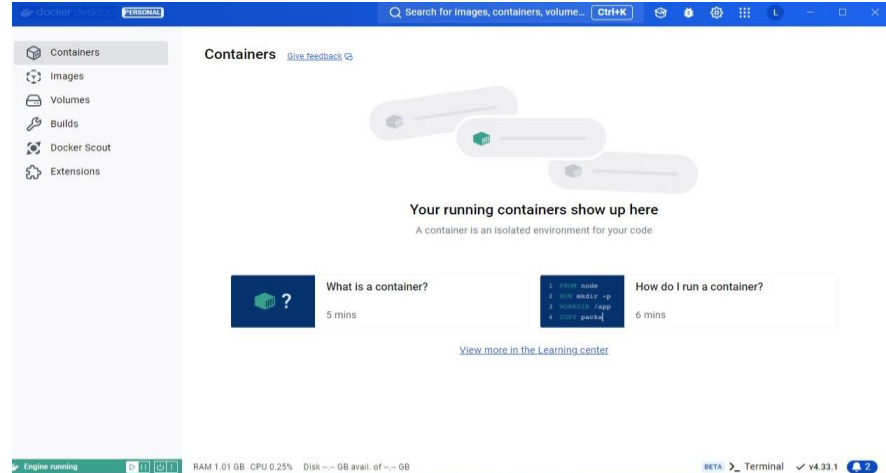 docker desktop PERSONAL
Search for images, containers, volume... Ctrl+K
L
Containers
Images
Volumes
Builds
Docker Scout
Extensions
Containers Give feedback
Your running containers show up here
A container is an isolated environment for your code
?
What is a container?
5 mins
1 FROM node
2 RUN mkdir -p
3 WORKDIR /app
4 COPY packa
How do I run a container?
6 mins
View more in the Learning center
Engine running
RAM 1.01 GB CPU 0.25% Disk --.-- GB avail. of --.-- GB
BETA >_ Terminal v4.33.1 2